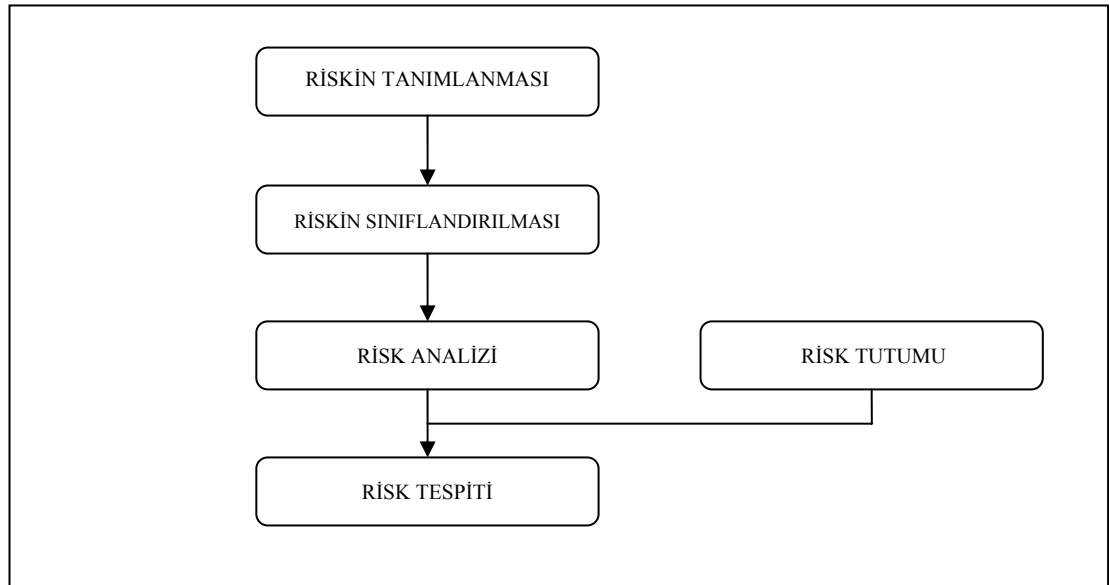 RİSKİN TANIMLANMASI
RİSKİN SINIFLANDIRILMASI
RİSK ANALİZİ
RİSK TUTUMU
RİSK TESPİTİ